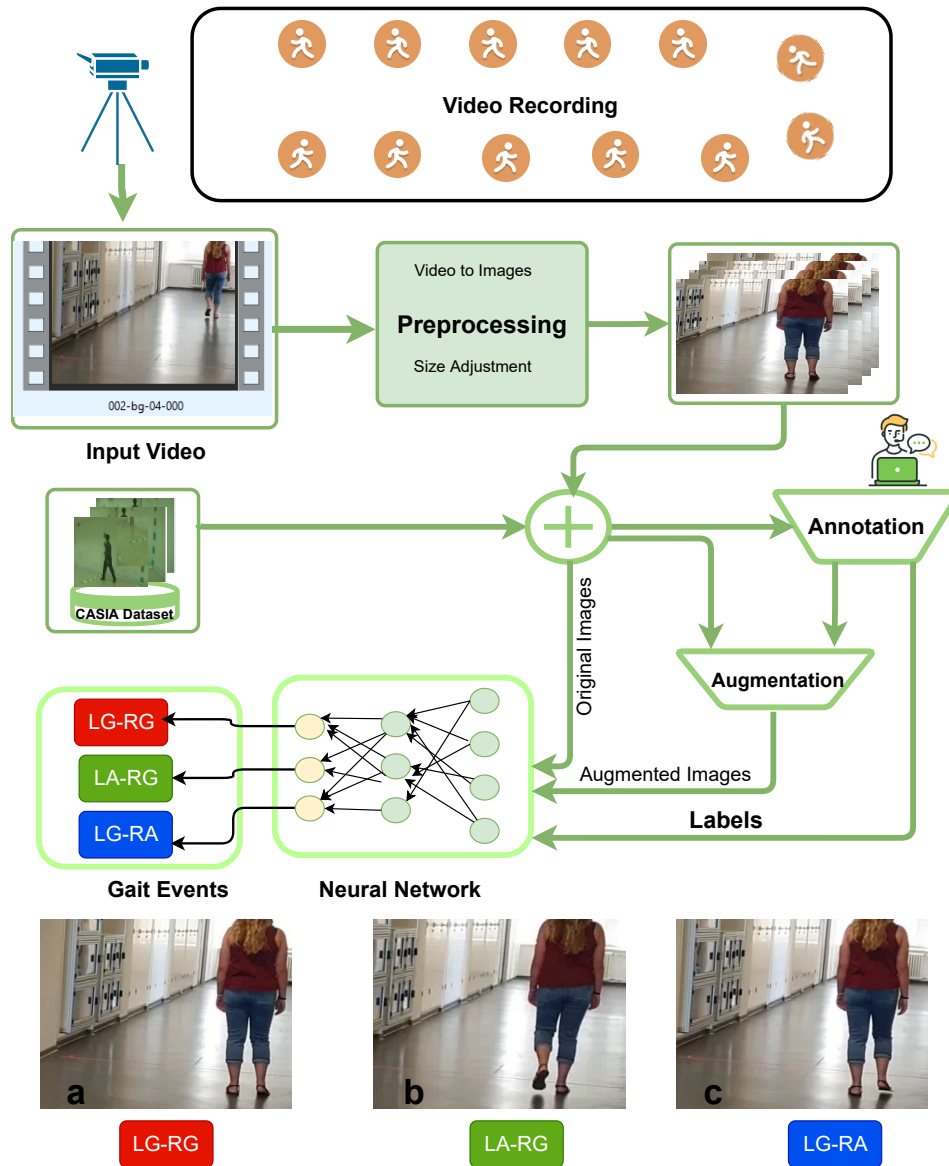 Video Recording
Video to Images
Preprocessing
Size Adjustment
002-bg-04-000
Input Video
Annotation
CASIA Dataset
Original Images
Augmentation
LG-RG
LA-RG
LG-RA
Augmented Images
Labels
Gait Events
Neural Network
a
b
c
LG-RG
LA-RG
LG-RA